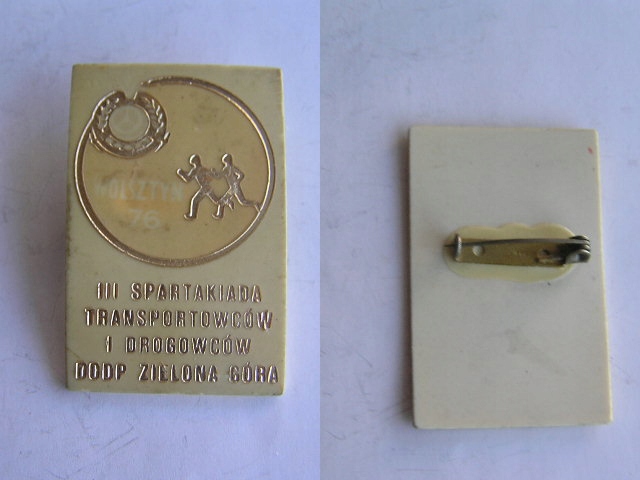 WOLSZTYN
76
III SPARTAKIADA
TRANSPORTOWCÓW
I DROGOWCÓW
DODP ZIELONA GÓRA